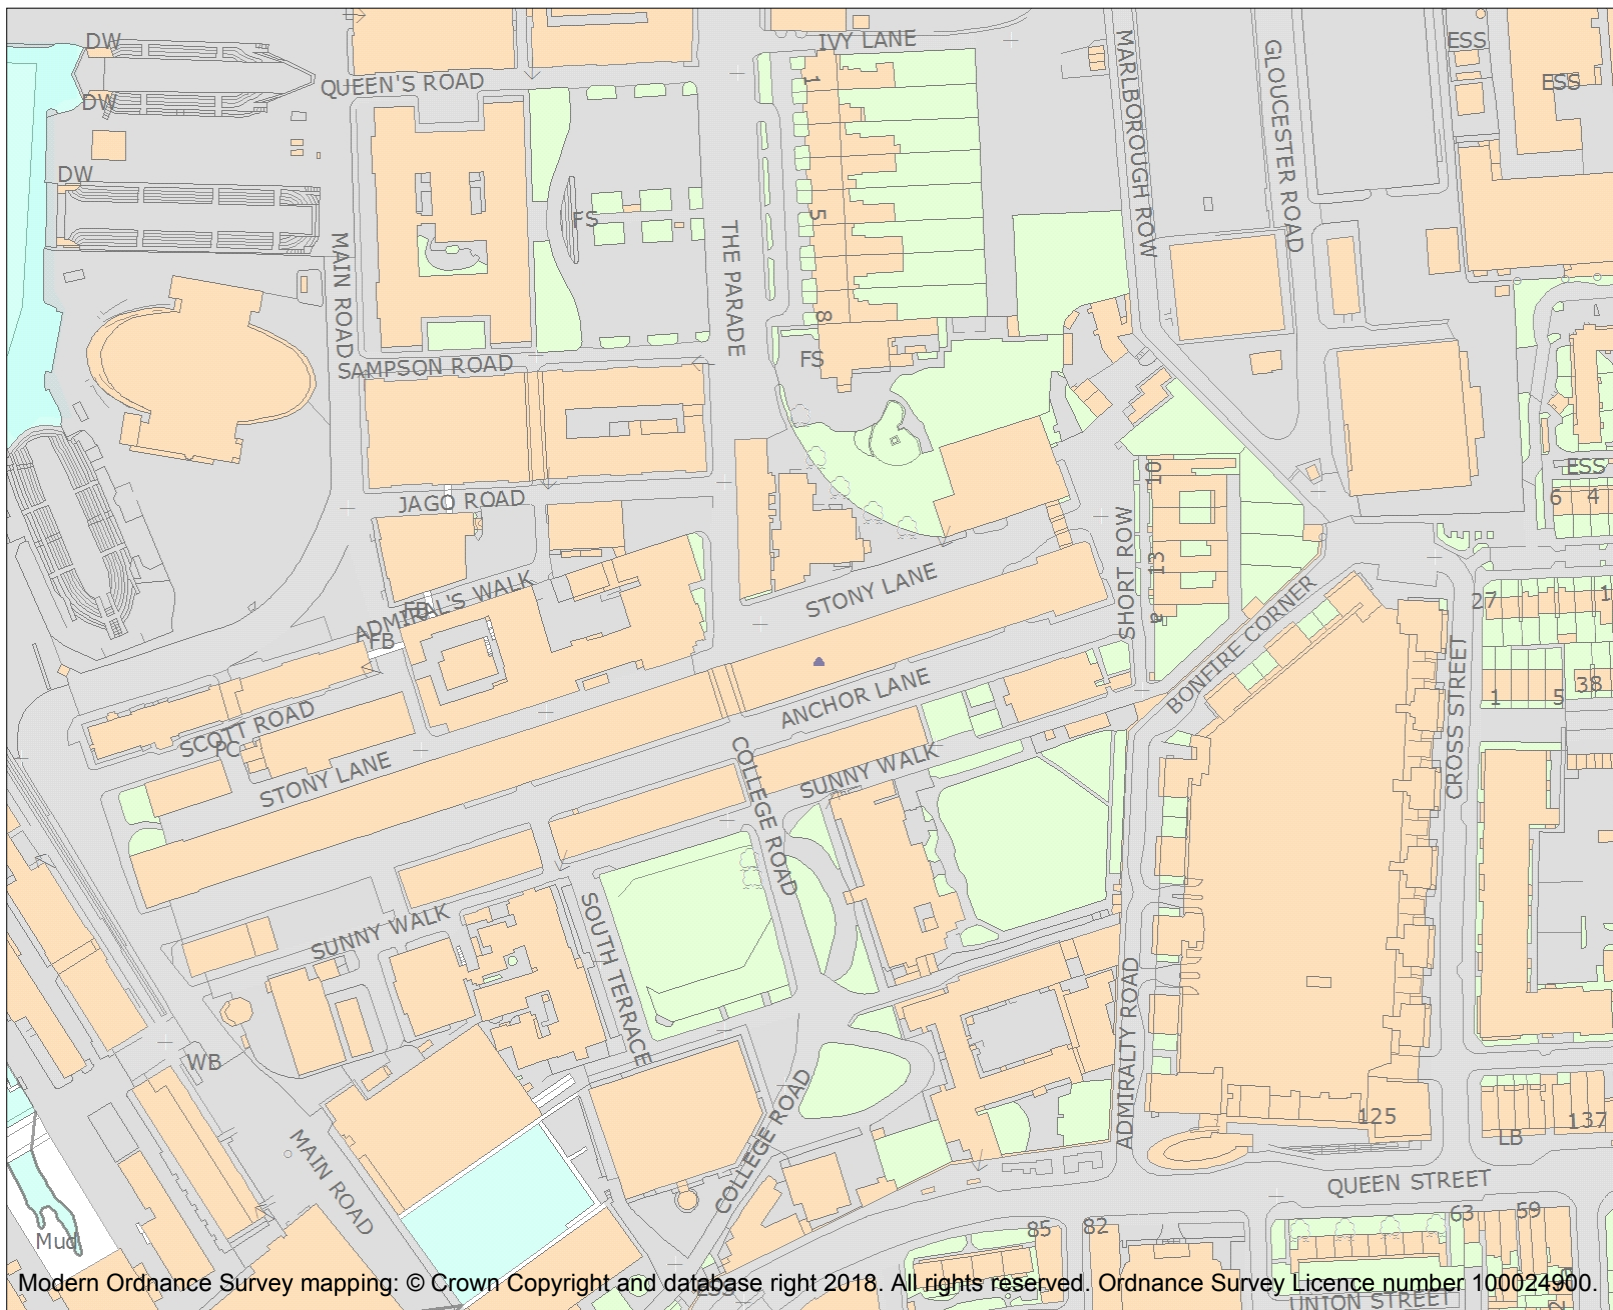 DW
IVY LANE
ESS
QUEEN'S ROAD
1
MARLBOROUGH ROW
GLOUCESTER ROAD
ESS
DW
DW
FS
5
THE PARADE
MAIN ROAD
8
FS
SAMPSON ROAD
JAGO ROAD
10
ESS
6
4
13
SHORT ROW
STONY LANE
ADMIRAL'S WALK
FB
FB
BONFIRE CORNER
27
1
CROSS STREET
38
1
5
ANCHOR LANE
SCOTT ROAD
PC
STONY LANE
COLLEGE ROAD
SUNNY WALK
SUNNY WALK
SOUTH TERRACE
ADMIRALTY ROAD
WB
COLLEGE ROAD
MAIN ROAD
125
137
LB
QUEEN STREET
63
59
85
82
Mud
ESS
UNION STREET
Modern Ordnance Survey mapping: © Crown Copyright and database right 2018. All rights reserved. Ordnance Survey Licence number 100024900.